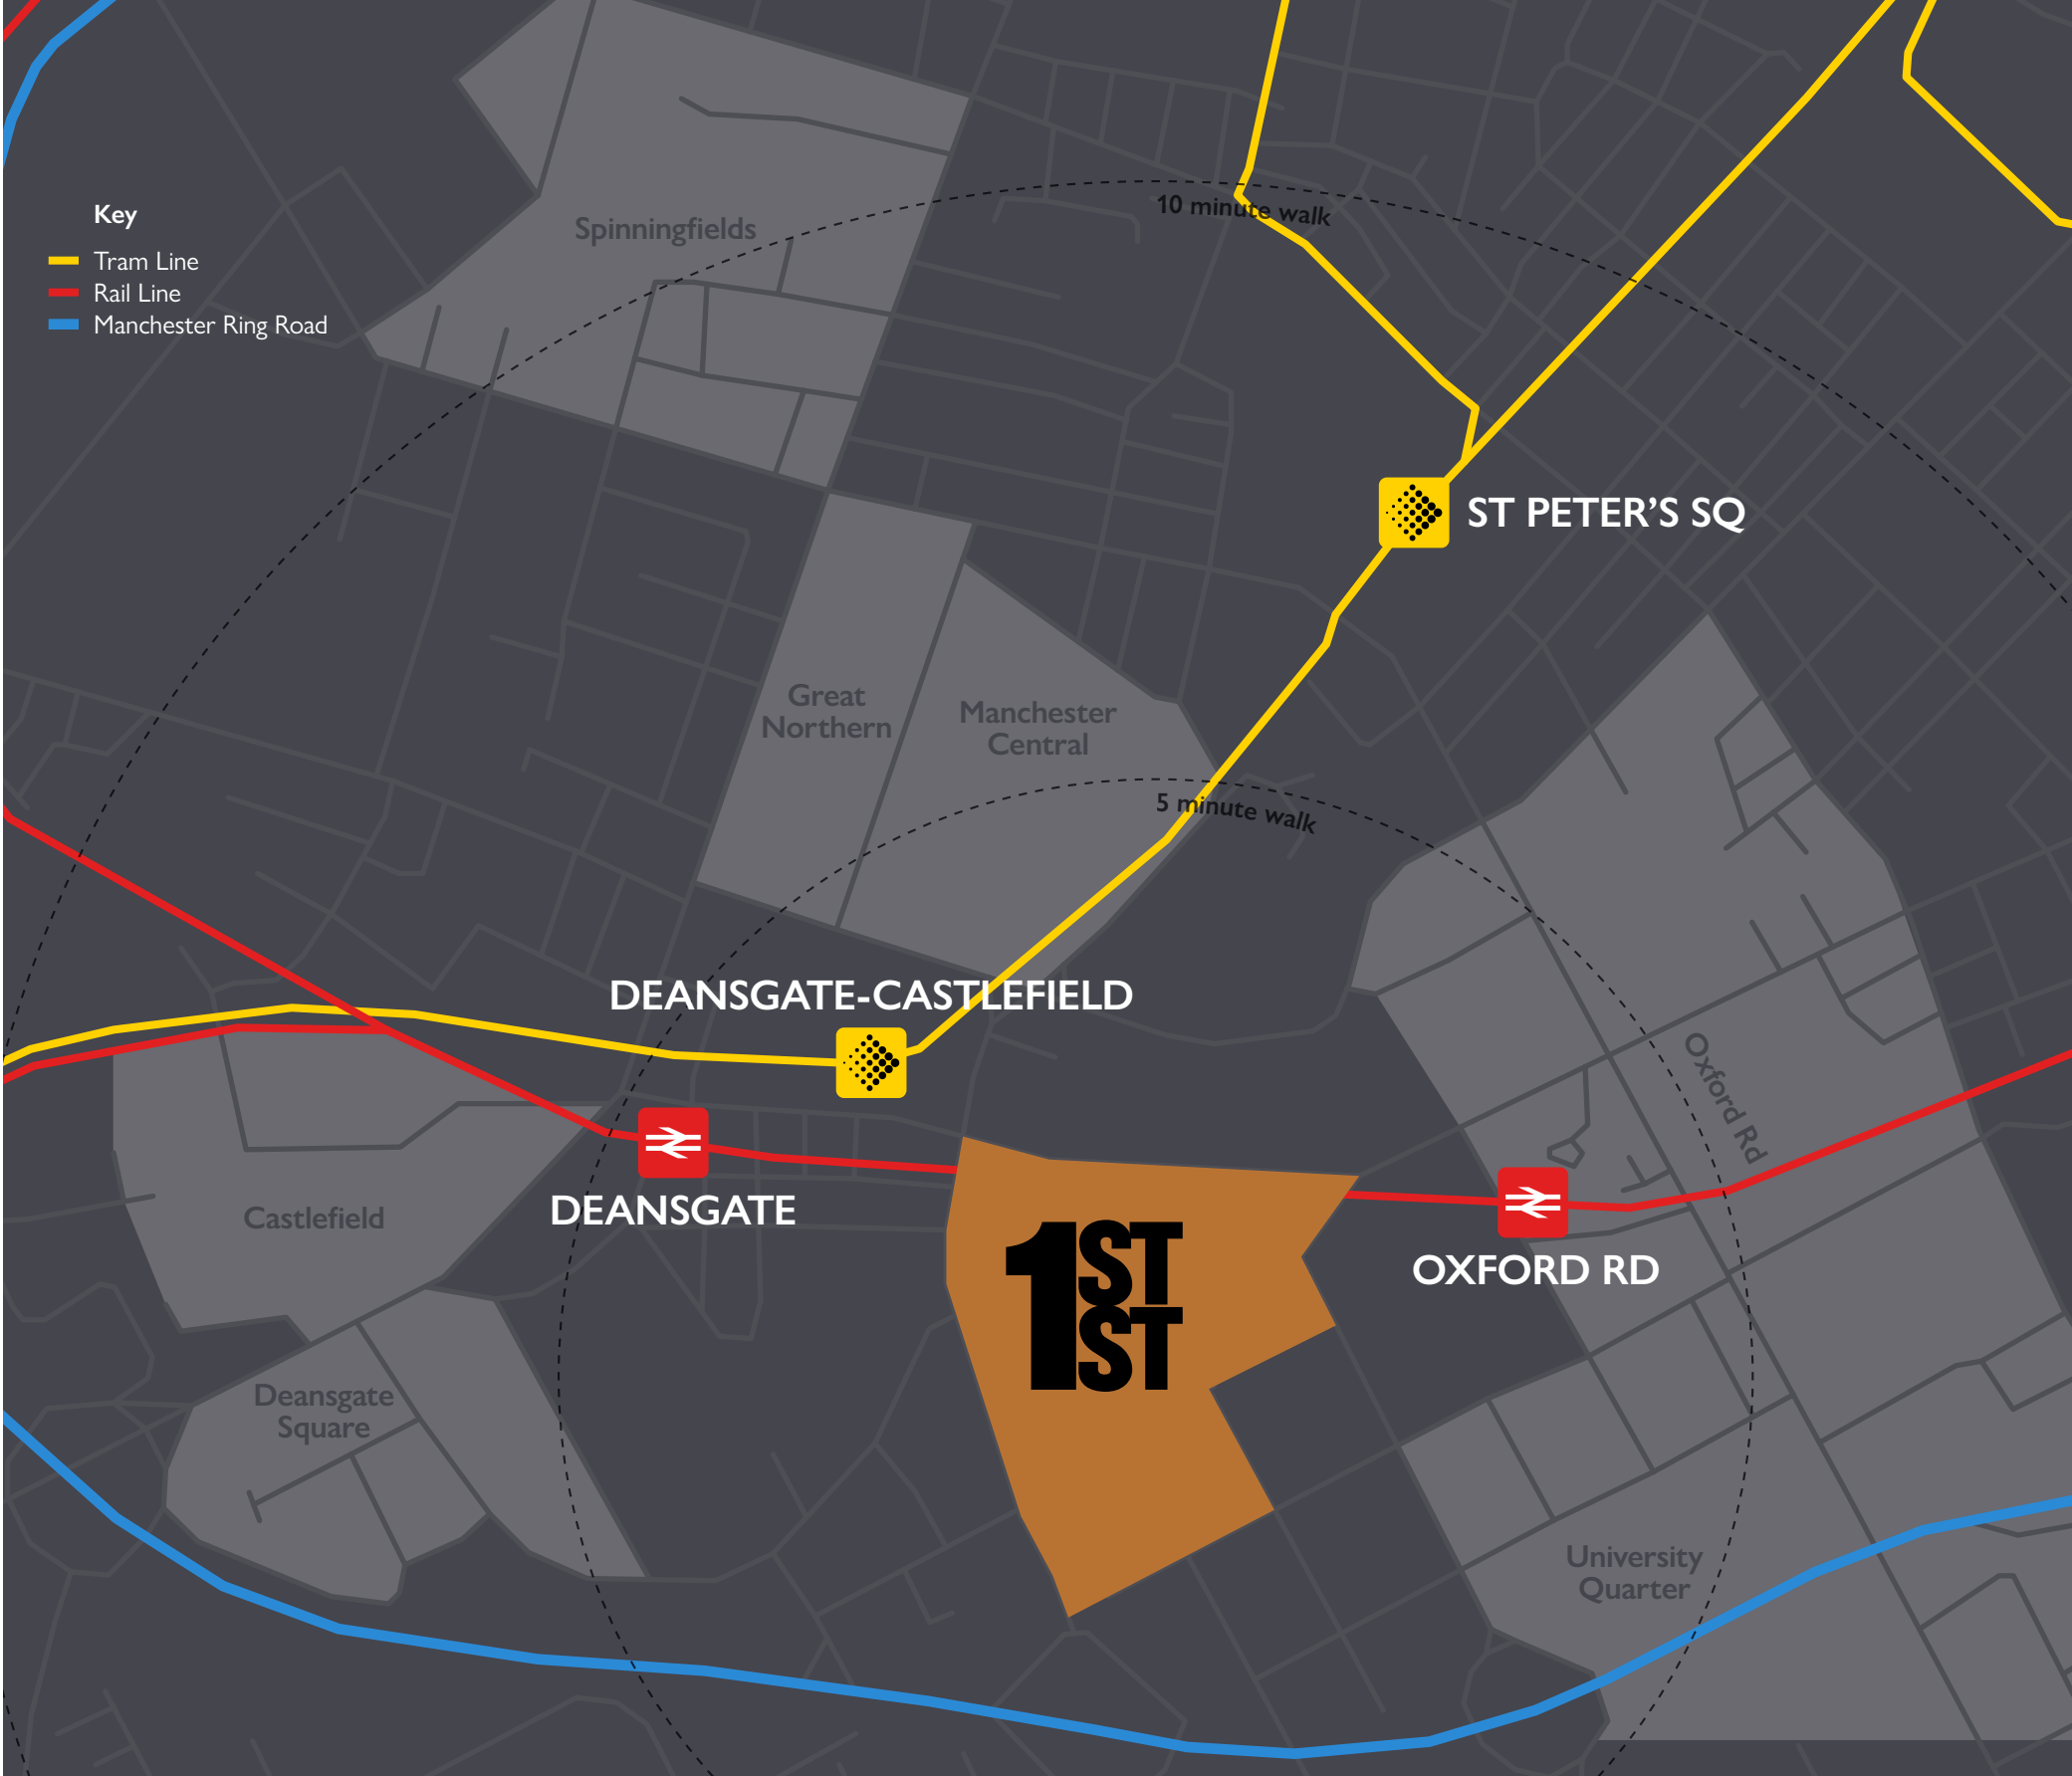 10 minute walk
Key
Spinningfields
Tram Line
Rail Line
Manchester Ring Road
ST PETER’S SQ
Great
Northern
Manchester
Central
5 minute walk
DEANSGATE-CASTLEFIELD
Oxford Rd
DEANSGATE
Castlefield
1ST
ST
OXFORD RD
Deansgate
Square
University
Quarter